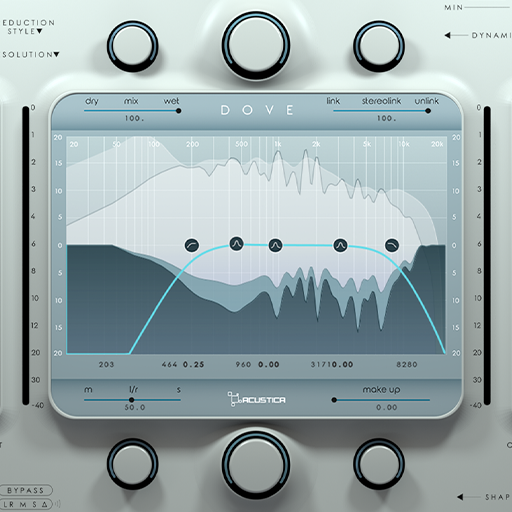 MIN
EDUCTION
STYLE▼
DYNAMI
SOLUTION▼
dry mix wet
DOVE
link stereolink unlink
100%
100%
20 50 100 200 500 1k 2k 5k 10k 20k
0 20 20 0
1 15 15 1
2 10 10 2
3 5 5 3
4 4
6 0 0 6
8 5 5 8
10 10 10 10
12 15 15 12
20 20 20 20
203 464 0.25 960 0.00 3171 0.00 8280
30 30
m l/r s
make up
-40 -40
50.0
ACUSTICA
0.00
BYPASS
L R M S Δ
SHAP